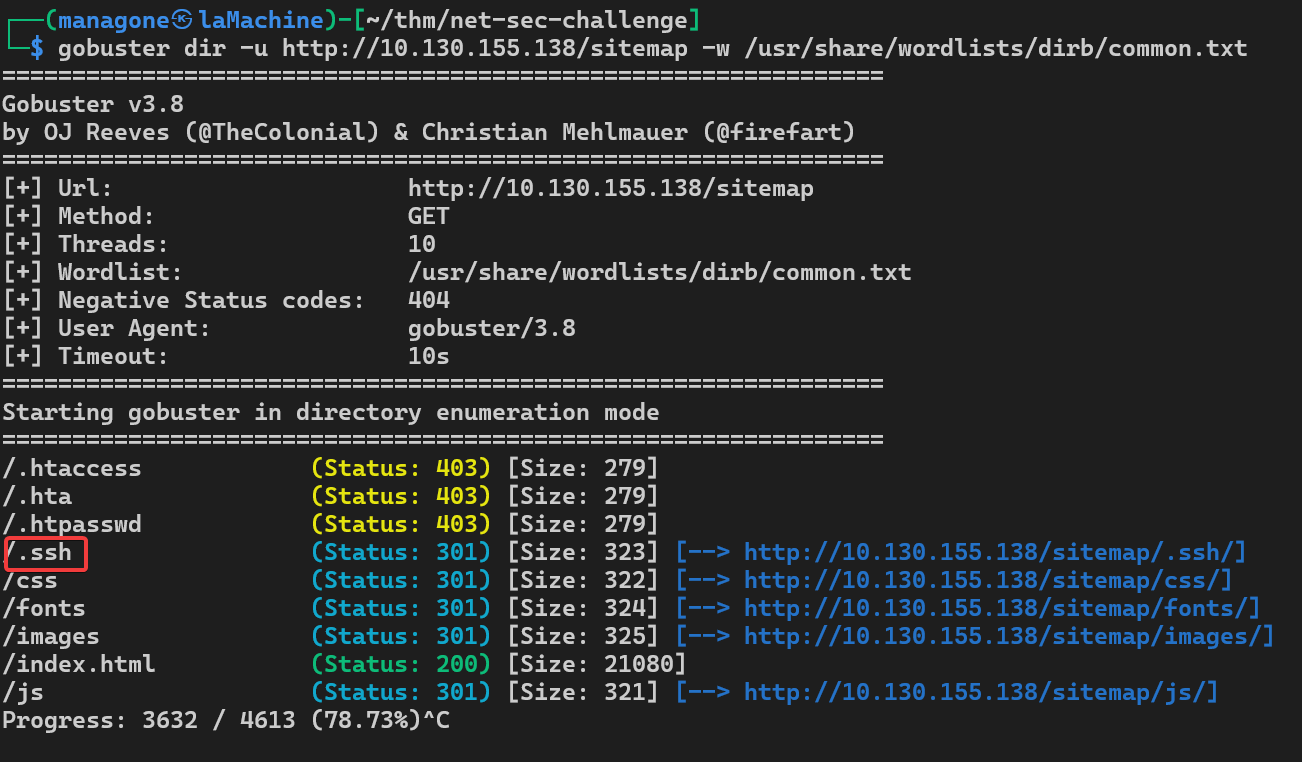 ┌──(managone㉿laMachine)-[~/thm/net-sec-challenge]
└─$ gobuster dir -u http://10.130.155.138/sitemap -w /usr/share/wordlists/dirb/common.txt
===============================================================
Gobuster v3.8
by OJ Reeves (@TheColonial) & Christian Mehlmauer (@firefart)
===============================================================
[+] Url:                     http://10.130.155.138/sitemap
[+] Method:                  GET
[+] Threads:                 10
[+] Wordlist:                /usr/share/wordlists/dirb/common.txt
[+] Negative Status codes:   404
[+] User Agent:              gobuster/3.8
[+] Timeout:                 10s
===============================================================
Starting gobuster in directory enumeration mode
===============================================================
/.htaccess            (Status: 403) [Size: 279]
/.hta                 (Status: 403) [Size: 279]
/.htpasswd            (Status: 403) [Size: 279]
/.ssh                 (Status: 301) [Size: 323] [--> http://10.130.155.138/sitemap/.ssh/]
/css                  (Status: 301) [Size: 322] [--> http://10.130.155.138/sitemap/css/]
/fonts                (Status: 301) [Size: 324] [--> http://10.130.155.138/sitemap/fonts/]
/images               (Status: 301) [Size: 325] [--> http://10.130.155.138/sitemap/images/]
/index.html           (Status: 200) [Size: 21080]
/js                   (Status: 301) [Size: 321] [--> http://10.130.155.138/sitemap/js/]
Progress: 3632 / 4613 (78.73%)^C